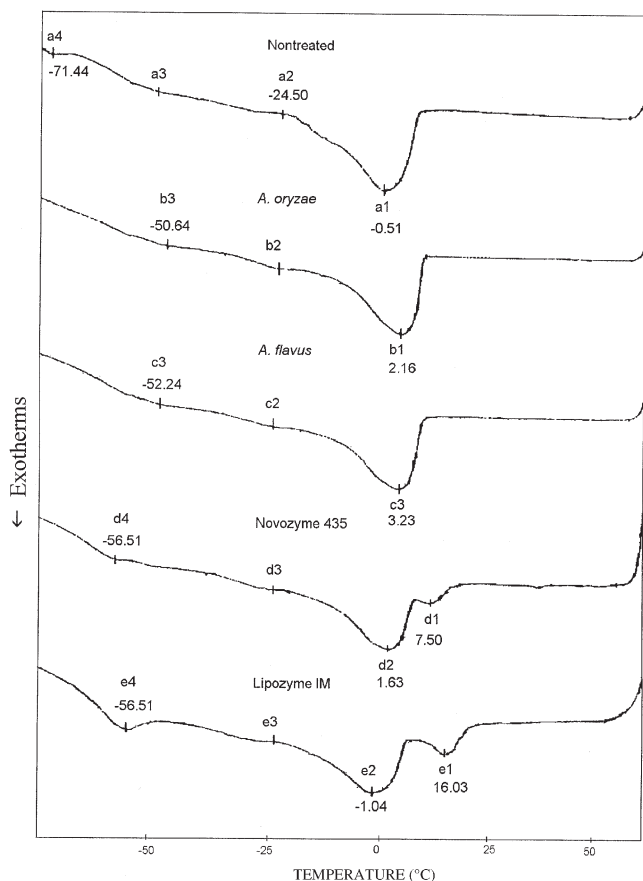 a4
Nontreated
-71.44
a3
a2
-24.50
a1
-0.51
b3
A. oryzae
-50.64
b2
b1
2.16
c3
A. flavus
-52.24
c2
c3
3.23
← Exotherms
d4
Novozyme 435
-56.51
d3
d1
7.50
d2
1.63
e4
Lipozyme IM
-56.51
e3
e2
-1.04
e1
16.03
-50 -25 0 25 50
TEMPERATURE (°C)